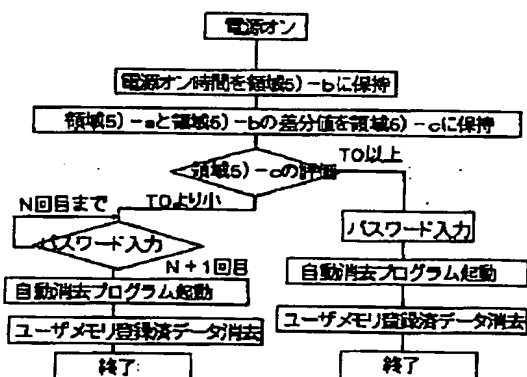 電源オン
電源オン時間を領域5)-bに保持
領域5)-aと領域5)-bの差分値を領域5)-cに保持
領域5)-cの評価
T0以上
T0より小
N回目まで
パスワード入力
N+1回目
自動消去プログラム起動
ユーザメモリ登録済データ消去
終了
パスワード入力
自動消去プログラム起動
ユーザメモリ登録済データ消去
終了